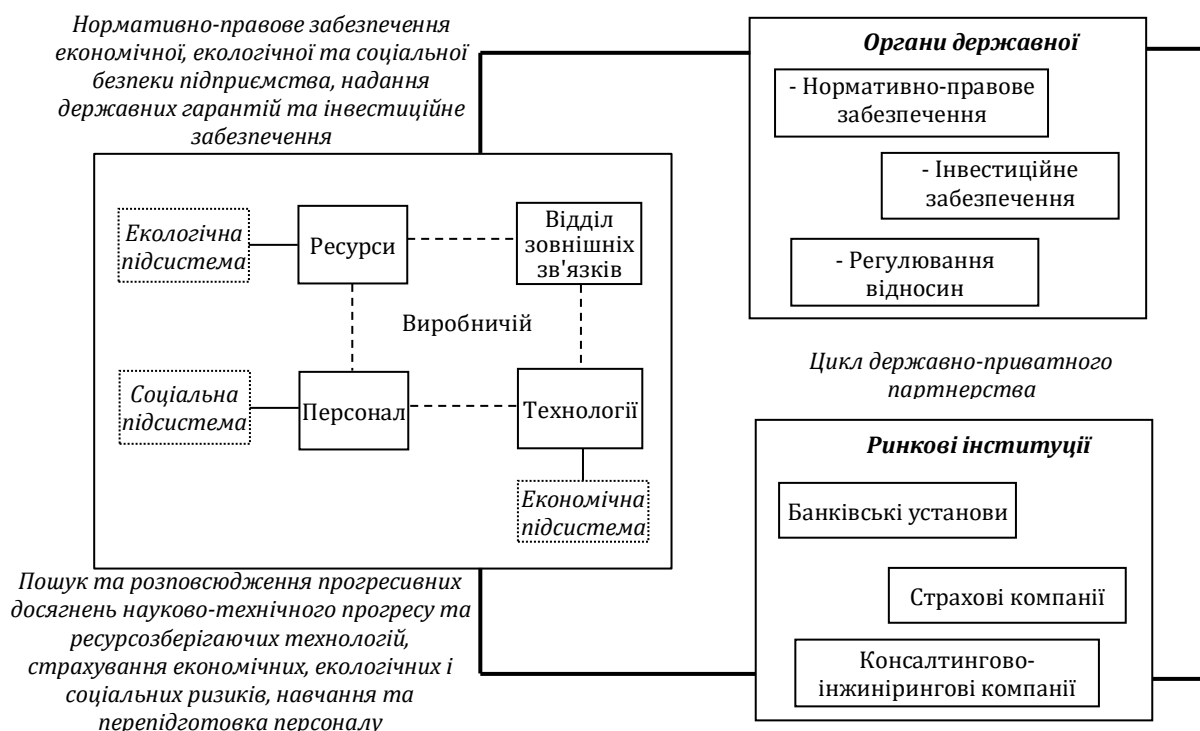 Нормативно-правове забезпечення
економічної, екологічної та соціальної
безпеки підприємства, надання
державних гарантій та інвестиційне
забезпечення
Органи державної
- Нормативно-правове
забезпечення
- Інвестиційне
забезпечення
- Регулювання
відносин
Екологічна
підсистема
Ресурси
Відділ
зовнішніх
зв'язків
Виробничій
Соціальна
підсистема
Персонал
Технології
Економічна
підсистема
Цикл державно-приватного
партнерства
Ринкові інституції
Банківські установи
Страхові компанії
Консалтингово-
інжинірингові компанії
Пошук та розповсюдження прогресивних
досягнень науково-технічного прогресу та
ресурсозберігаючих технологій,
страхування економічних, екологічних і
соціальних ризиків, навчання та
перепідготовка персоналу